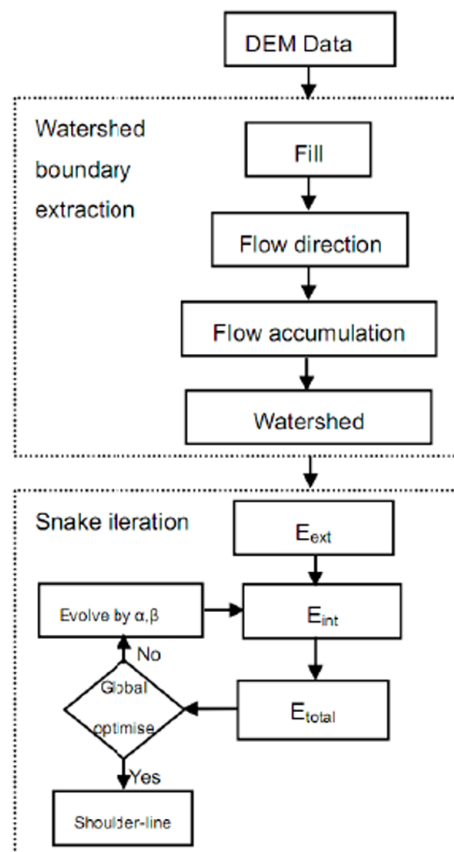 DEM Data
Watershed
boundary
extraction
Fill
Flow direction
Flow accumulation
Watershed
Snake ileration
Eext
Eint
Evolve by α,β
No
Global
optimise
Etotal
Yes
Shoulder-line